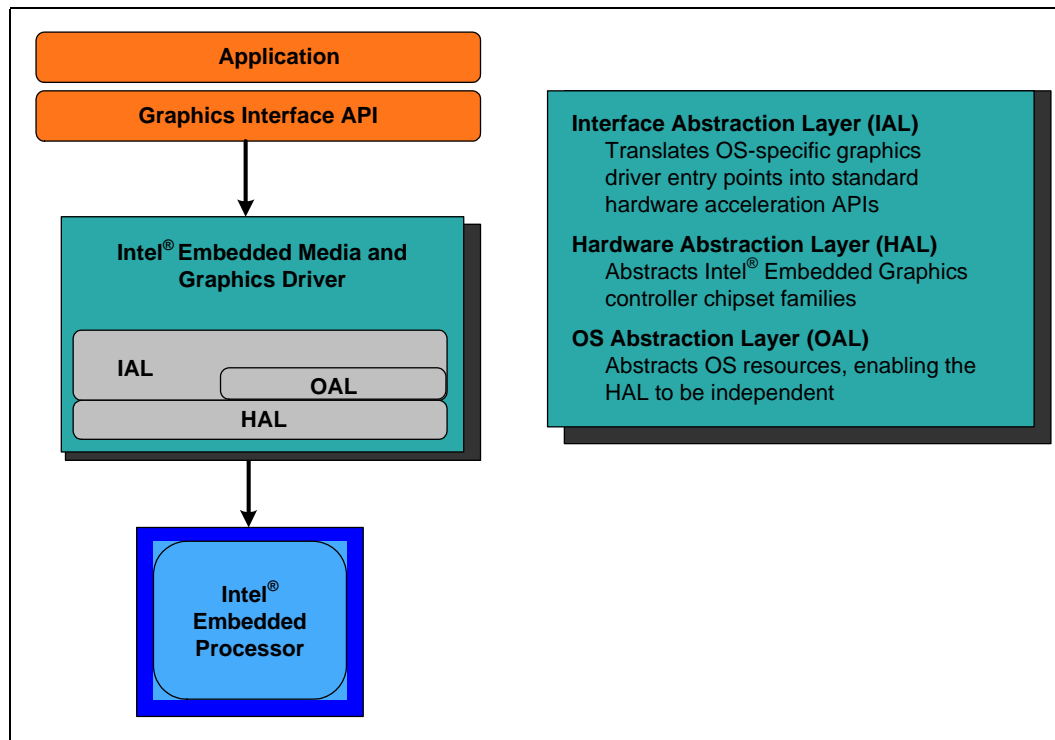 Application
Graphics Interface API
Intel® Embedded Media and
Graphics Driver
IAL
OAL
HAL
Intel®
Embedded
Processor
Interface Abstraction Layer (IAL)
Translates OS-specific graphics
driver entry points into standard
hardware acceleration APIs
Hardware Abstraction Layer (HAL)
Abstracts Intel® Embedded Graphics
controller chipset families
OS Abstraction Layer (OAL)
Abstracts OS resources, enabling the
HAL to be independent